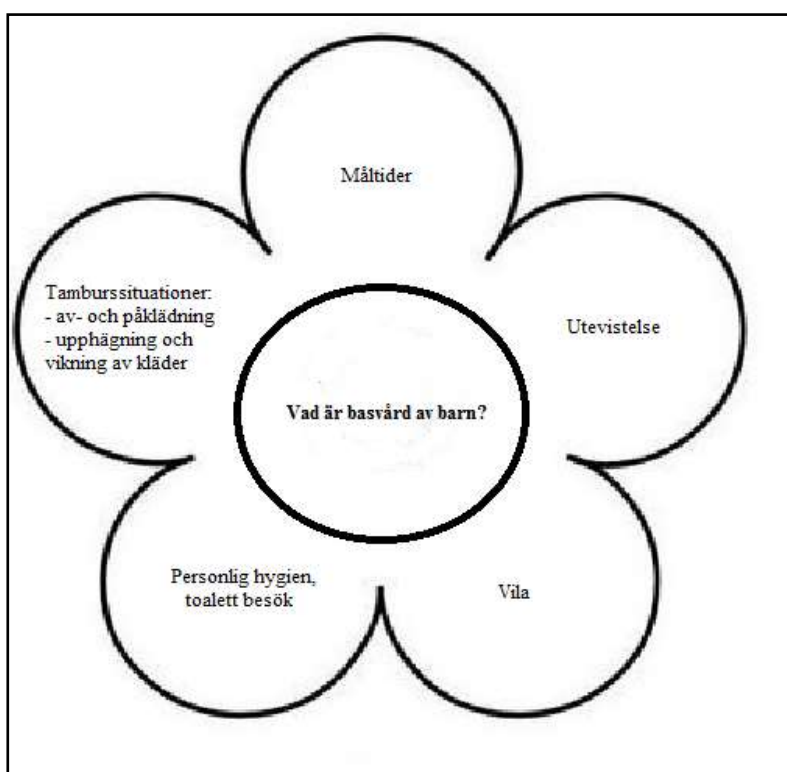 Måltider
Tamburssituationer:
- av- och påklädning
- upphägning och
vikning av kläder
Utevistelse
Vad är basvård av barn?
Personlig hygien,
toalett besök
Vila